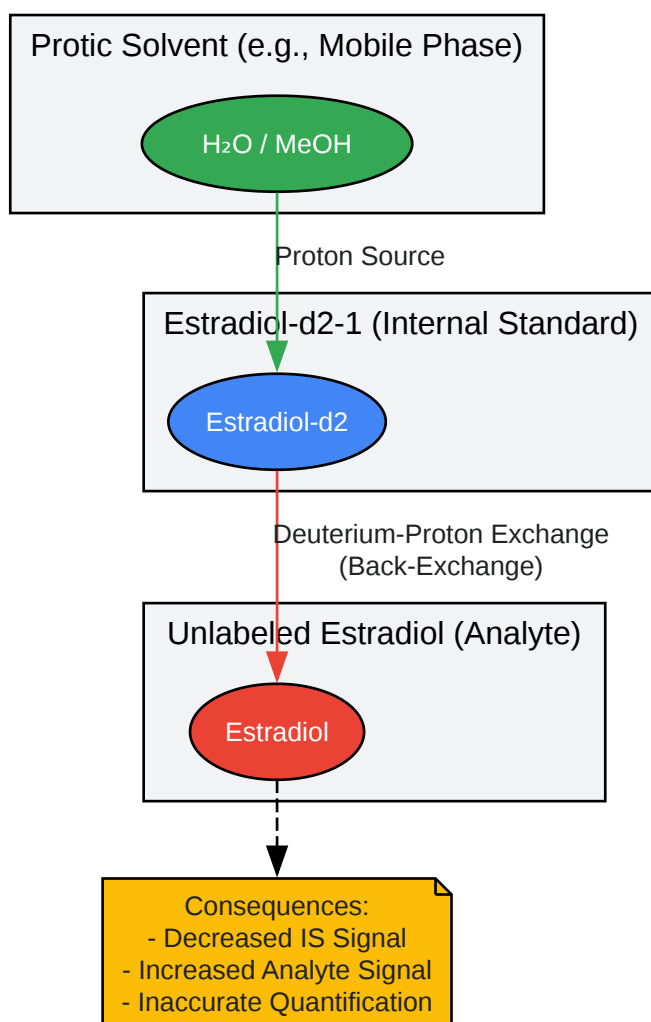 Protic Solvent (e.g., Mobile Phase)
H₂O / MeOH
Proton Source
Estradiol-d2-1 (Internal Standard)
Estradiol-d2
Deuterium-Proton Exchange
(Back-Exchange)
Unlabeled Estradiol (Analyte)
Estradiol
Consequences:
- Decreased IS Signal
- Increased Analyte Signal
- Inaccurate Quantification